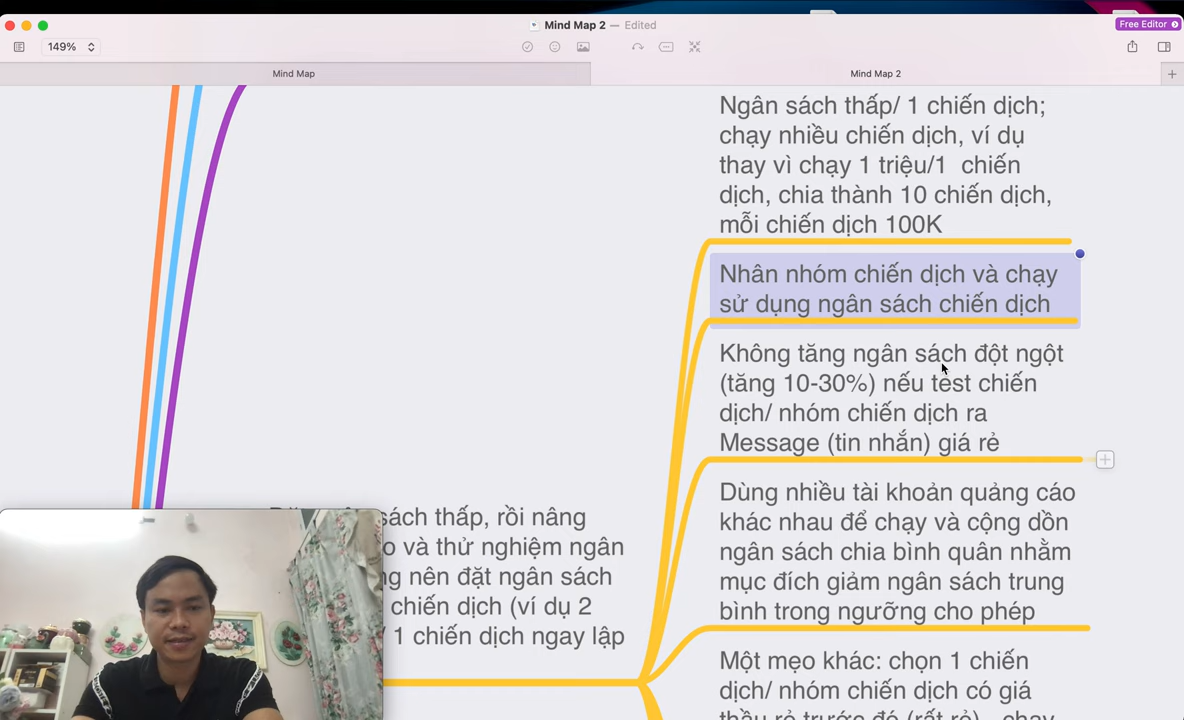 Mind Map 2 — Edited
Free Editor
149%
Mind Map
Mind Map 2
Ngân sách thấp/ 1 chiến dịch;
chạy nhiều chiến dịch, ví dụ
thay vì chạy 1 triệu/1 chiến
dịch, chia thành 10 chiến dịch,
mỗi chiến dịch 100K
Nhân nhóm chiến dịch và chạy
sử dụng ngân sách chiến dịch
Không tăng ngân sách đột ngột
(tăng 10-30%) nếu test chiến
dịch/ nhóm chiến dịch ra
Message (tin nhắn) giá rẻ
Dùng nhiều tài khoản quảng cáo
khác nhau để chạy và cộng dồn
ngân sách chia bình quân nhằm
mục đích giảm ngân sách trung
bình trong ngưỡng cho phép
Một mẹo khác: chọn 1 chiến
dịch/ nhóm chiến dịch có giá
thầu rẻ trước đó (rất rẻ) chạy
sách thấp, rồi nâng
và thử nghiệm ngân
nên đặt ngân sách
chiến dịch (ví dụ 2
/ 1 chiến dịch ngay lập